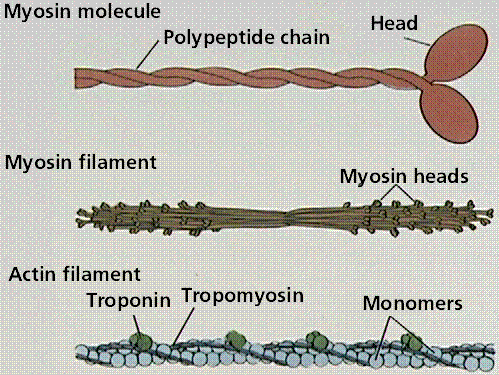 Myosin molecule
Head
Polypeptide chain
Myosin filament
Myosin heads
Actin filament
Troponin
Tropomyosin
Monomers